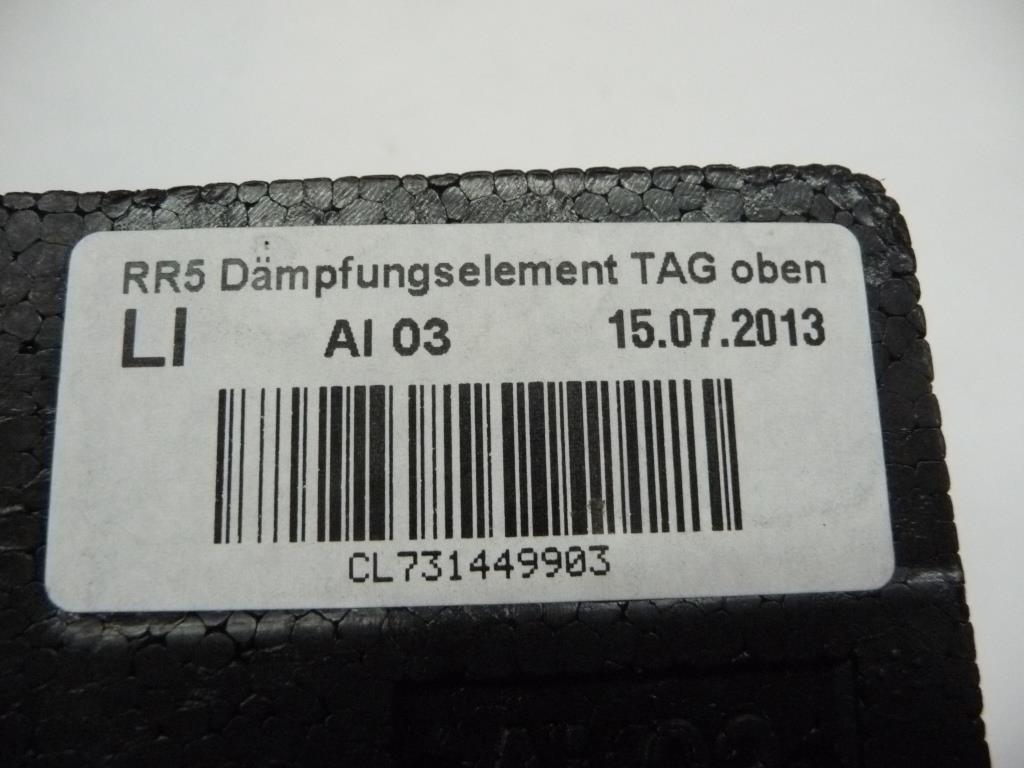 RR5 Dämpfungselement TAG oben
LI AI 03 15.07.2013
CL731449903